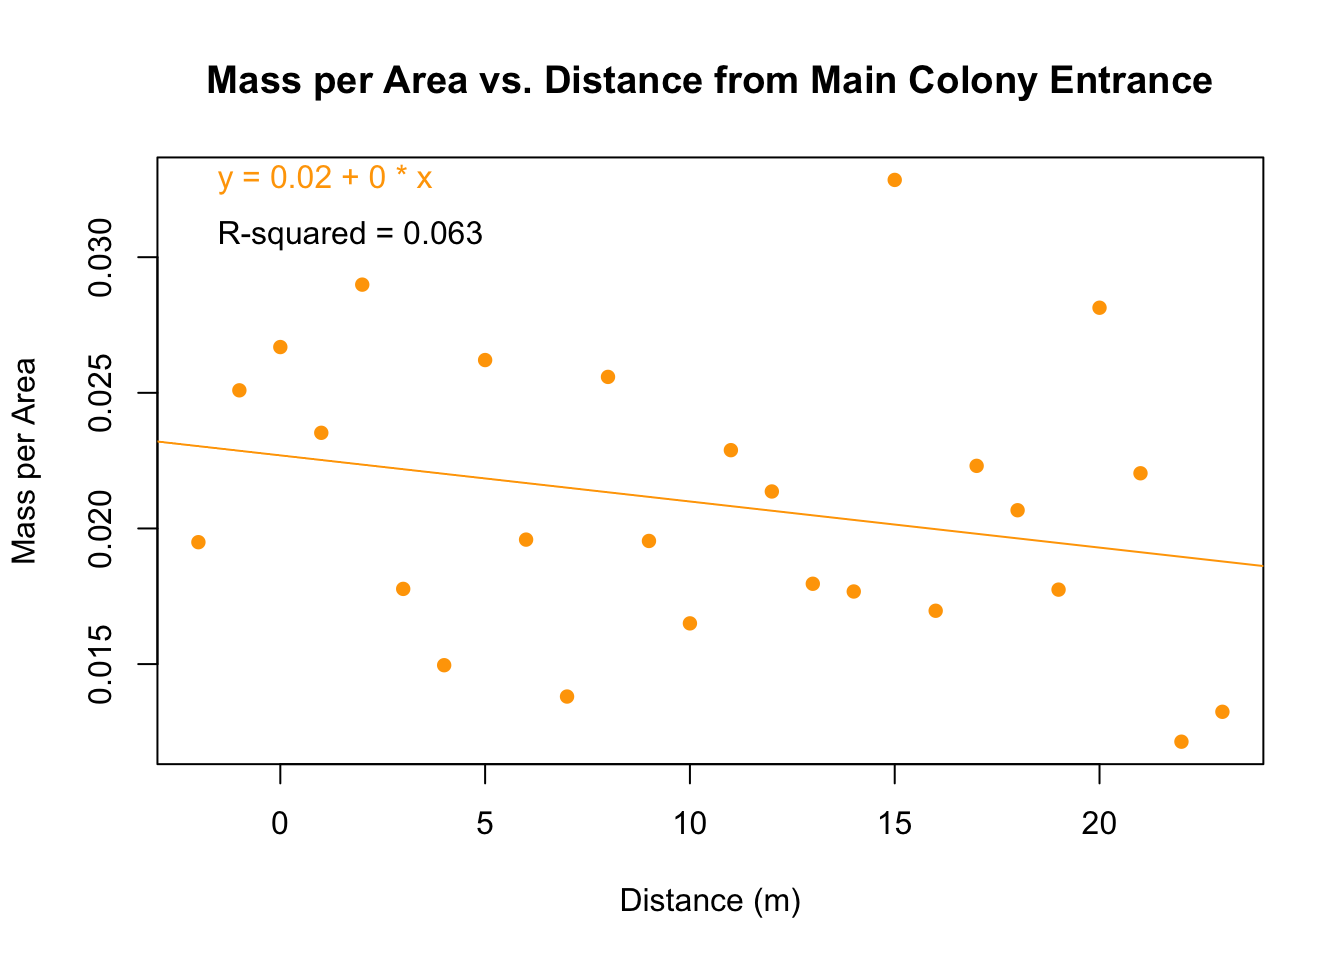 Mass per Area vs. Distance from Main Colony Entrance
y = 0.02 + 0 * x
R-squared = 0.063
Mass per Area
0.030
0.025
0.020
0.015
0 5 10 15 20
Distance (m)